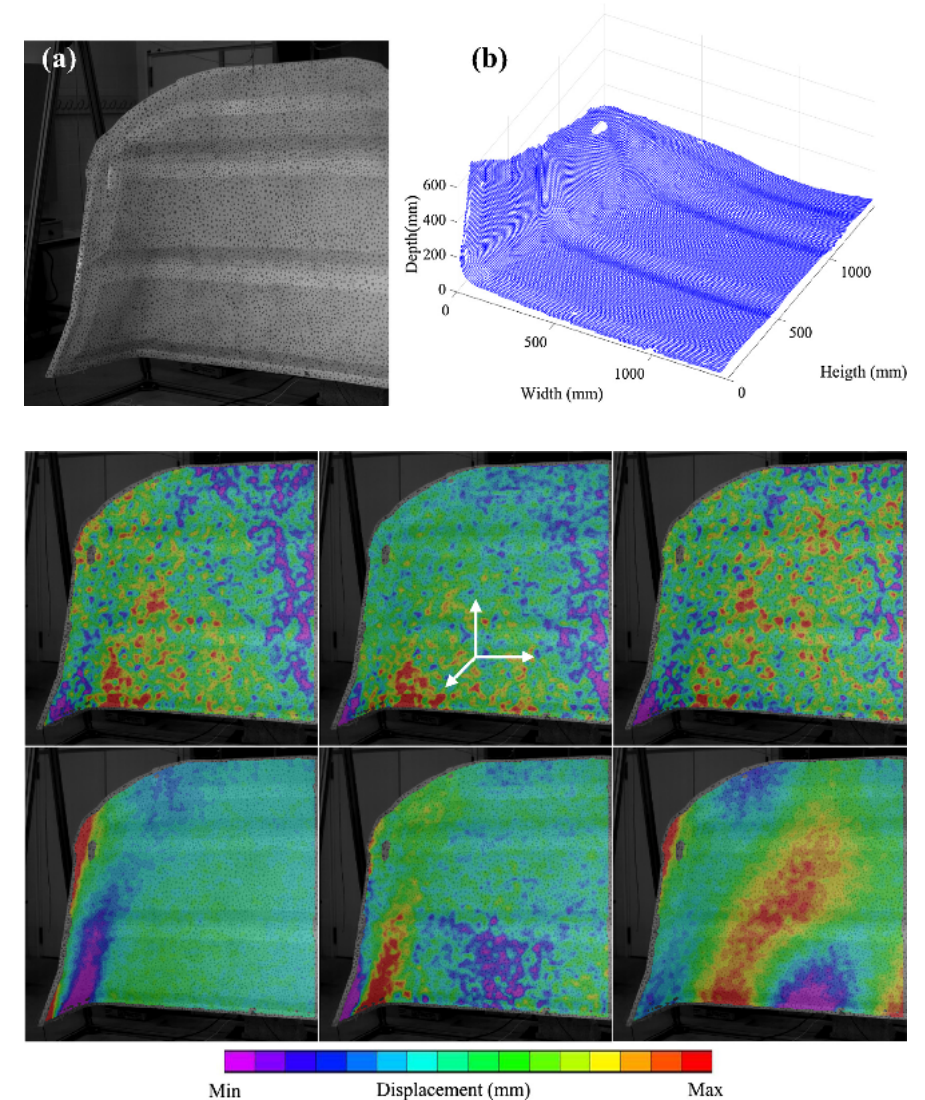 (a)
(b)
600
400
200
0
Depth(mm)
0
500
1000
Width (mm)
0
500
1000
Heigth (mm)
Min
Displacement (mm)
Max